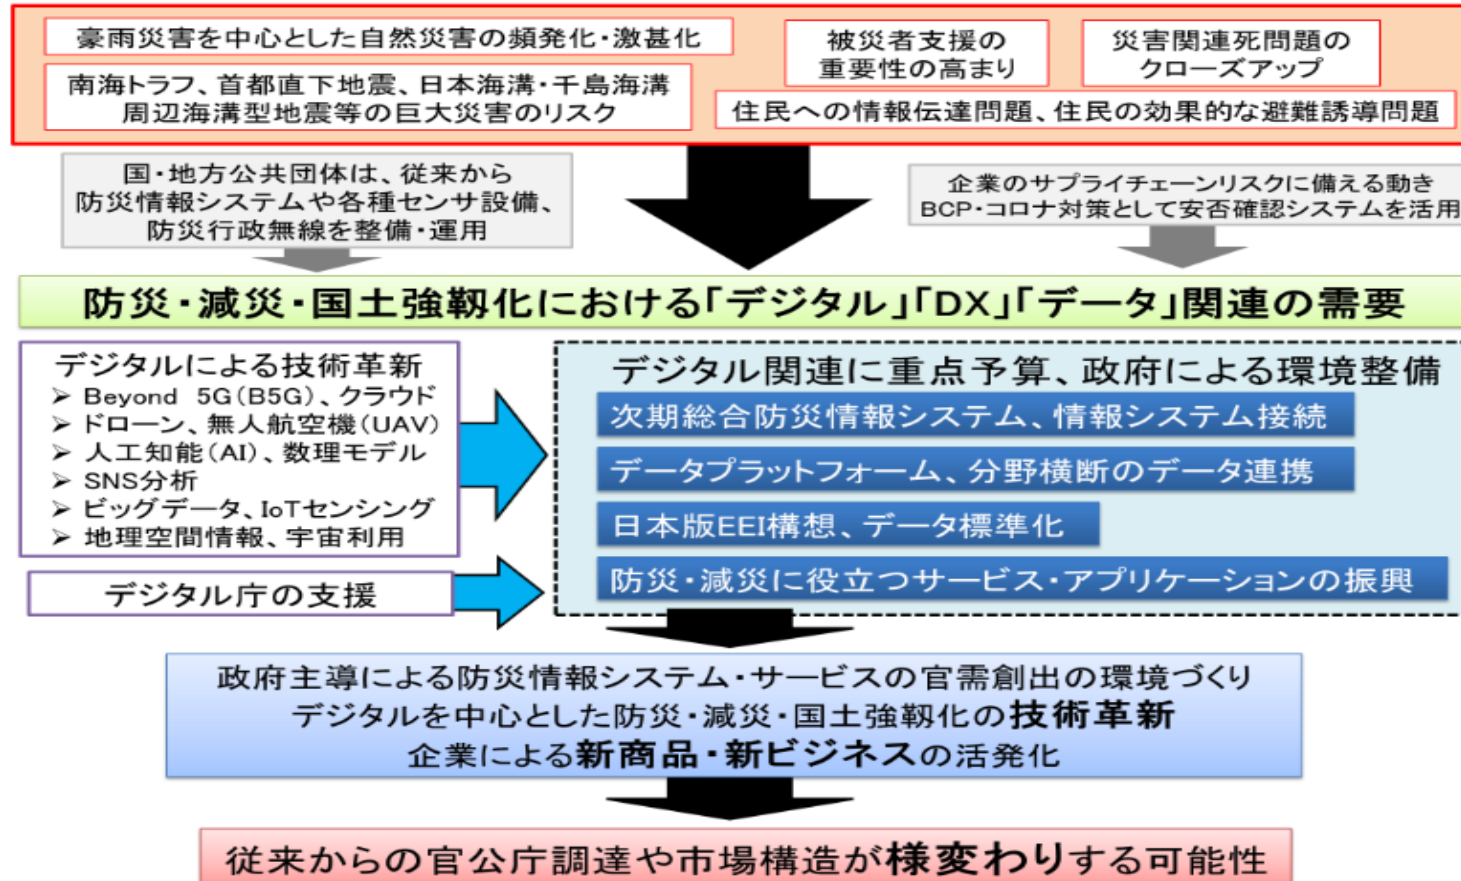 豪雨災害を中心とした自然災害の頻発化・激甚化
被災者支援の
重要性の高まり
災害関連死問題の
クローズアップ
南海トラフ、首都直下地震、日本海溝・千島海溝
周辺海溝型地震等の巨大災害のリスク
住民への情報伝達問題、住民の効果的な避難誘導問題
国・地方公共団体は、従来から
防災情報システムや各種センサ設備、
防災行政無線を整備・運用
企業のサプライチェーンリスクに備える動き
BCP・コロナ対策として安否確認システムを活用
防災・減災・国土強靱化における「デジタル」「DX」「データ」関連の需要
デジタルによる技術革新
➢ Beyond 5G(B5G)、クラウド
➢ ドローン、無人航空機(UAV)
➢ 人工知能(AI)、数理モデル
➢ SNS分析
➢ ビッグデータ、IoTセンシング
➢ 地理空間情報、宇宙利用
デジタル庁の支援
デジタル関連に重点予算、政府による環境整備
次期総合防災情報システム、情報システム接続
データプラットフォーム、分野横断のデータ連携
日本版EEI構想、データ標準化
防災・減災に役立つサービス・アプリケーションの振興
政府主導による防災情報システム・サービスの官需創出の環境づくり
デジタルを中心とした防災・減災・国土強靱化の技術革新
企業による新商品・新ビジネスの活発化
従来からの官公庁調達や市場構造が様変わりする可能性